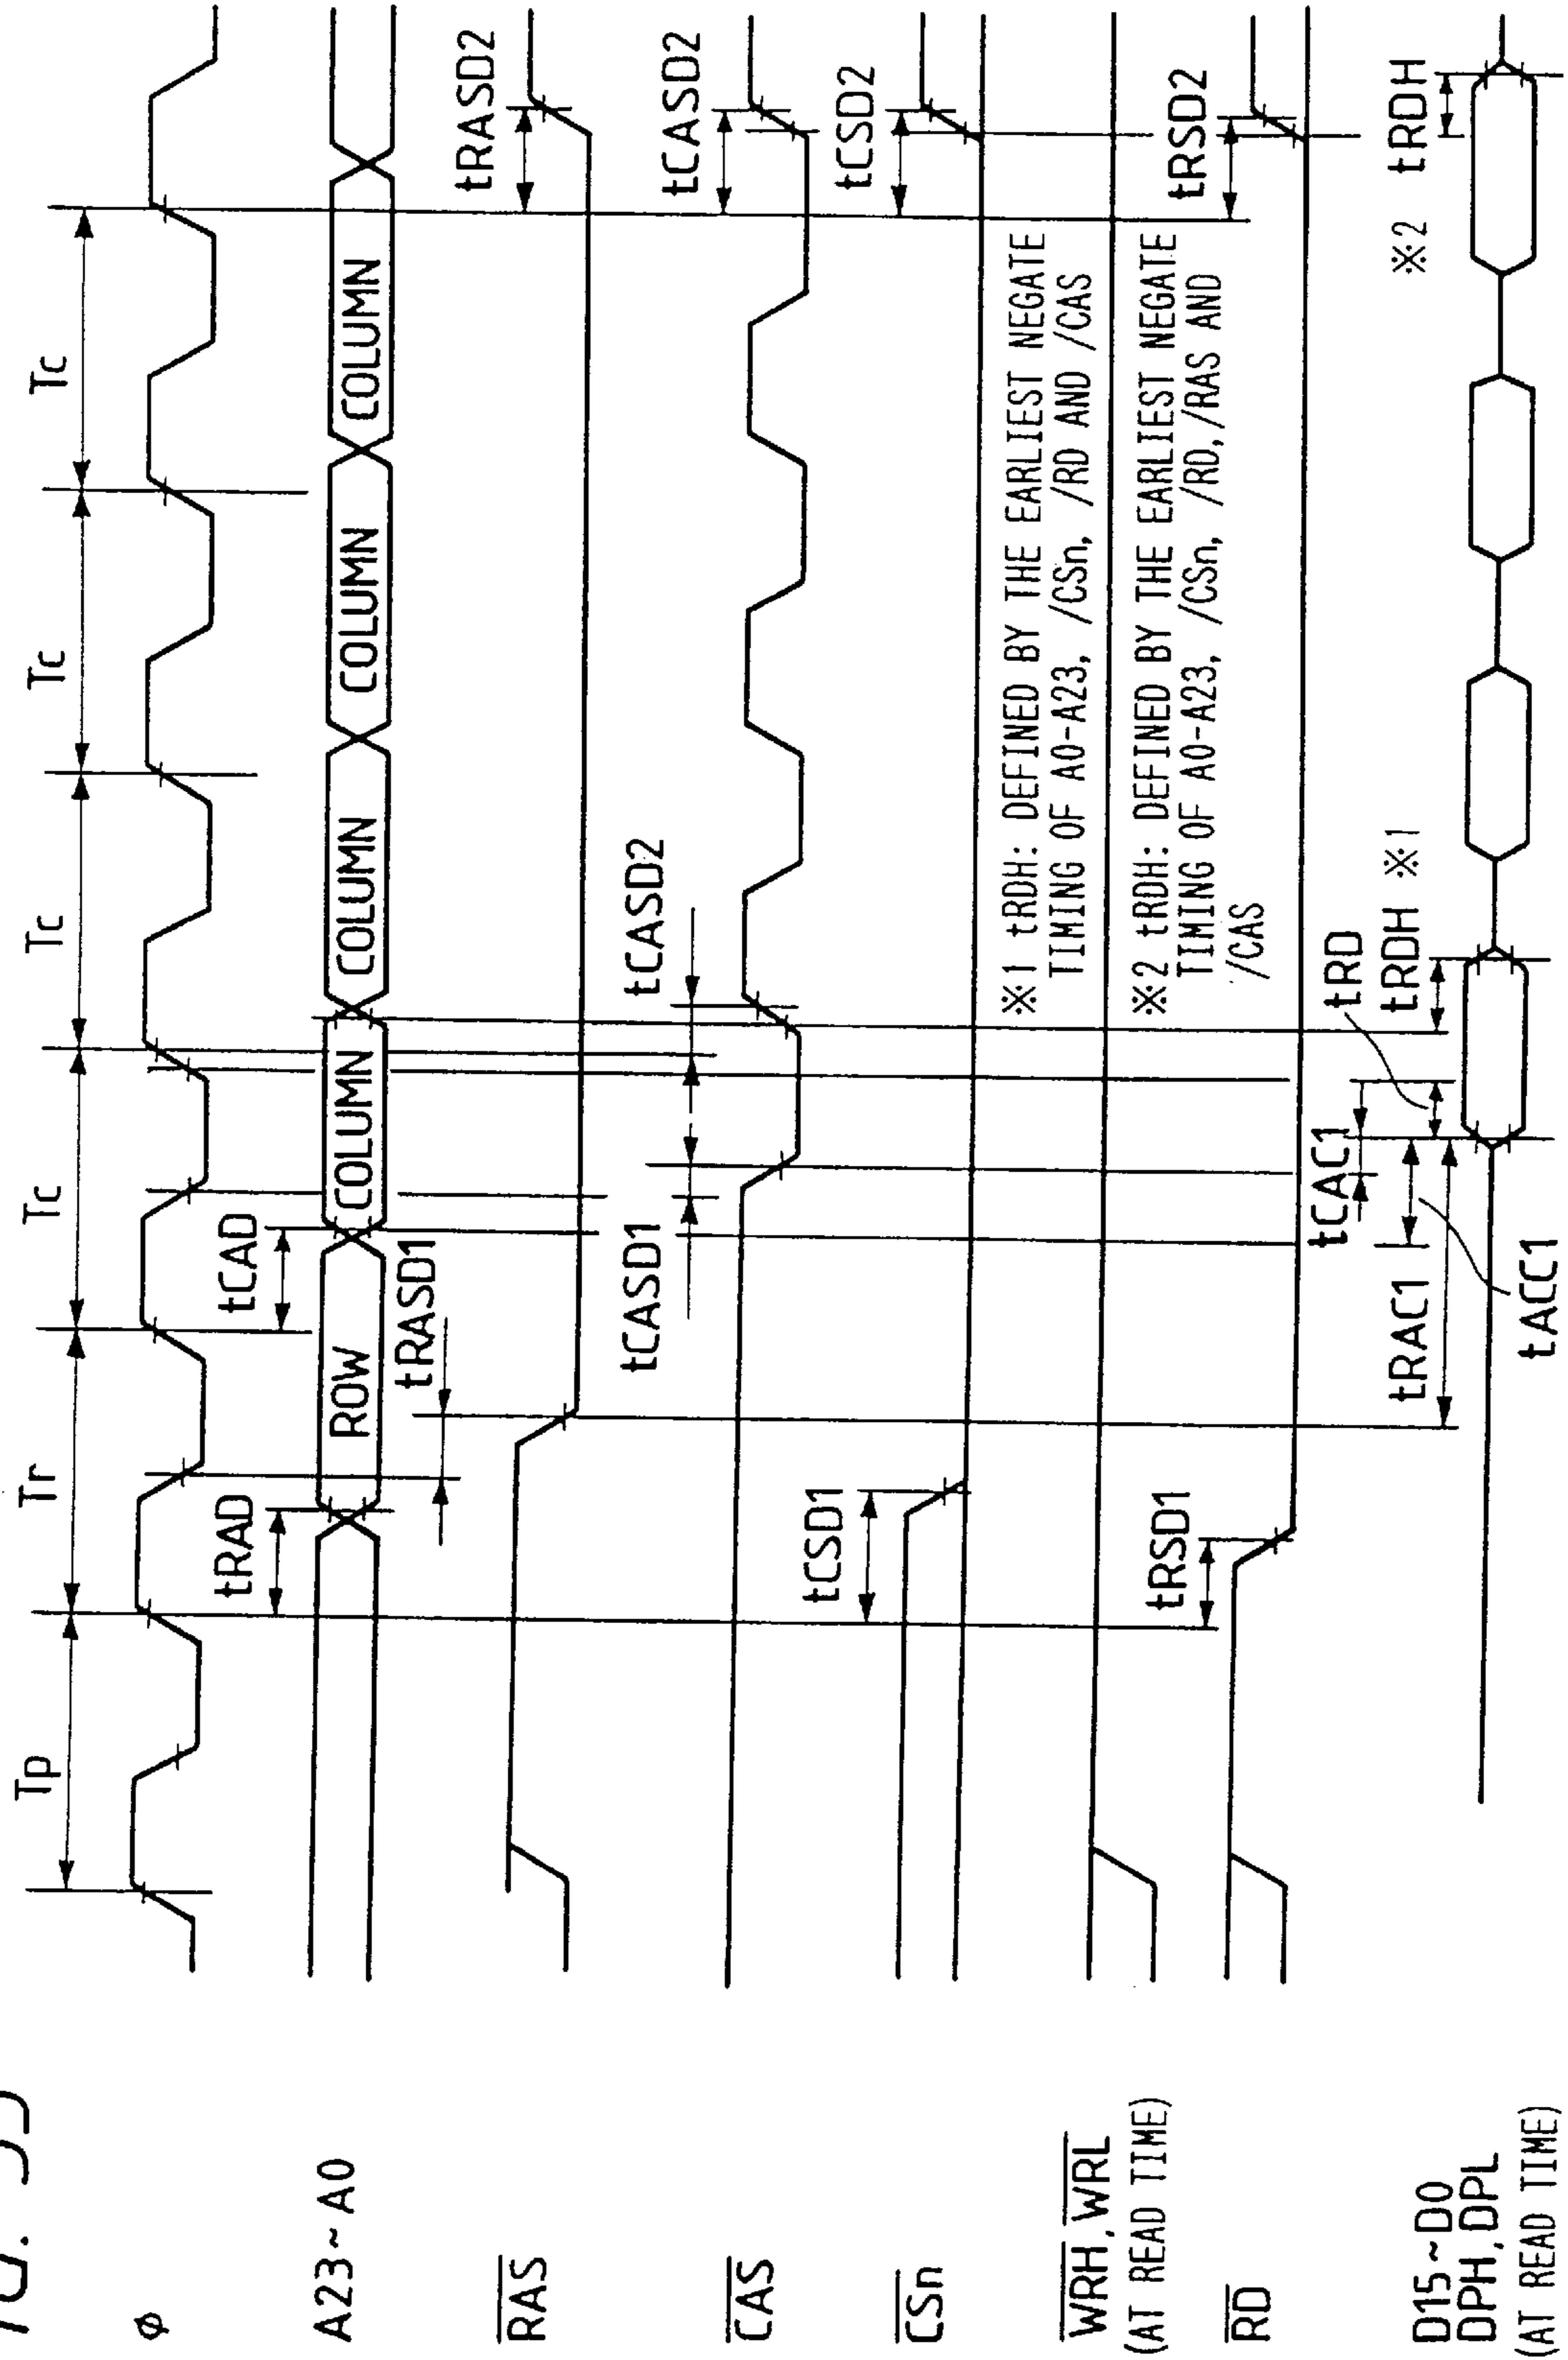 Tp Tr Tc Tc Tc Tc
φ
tRAD tCAD
A23~A0 ROW COLUMN COLUMN COLUMN COLUMN
tRASD1 tRASD2
RAS
tCASD1 tCASD2 tCASD2
CAS
tCSD1 tCSD2
CSn
※1 tRDH: DEFINED BY THE EARLIEST NEGATE
TIMING OF A0-A23, /CSn, /RD AND /CAS
WRH, WRL
(AT READ TIME)
※2 tRDH: DEFINED BY THE EARLIEST NEGATE
TIMING OF A0-A23, /CSn, /RD, /RAS AND
/CAS
tRSD1 tRSD2
RD
tCAC1 tRD
tRAC1 tRDH ※1 ※2 tRDH
D15~D0
DPH, DPL
(AT READ TIME)
tACC1